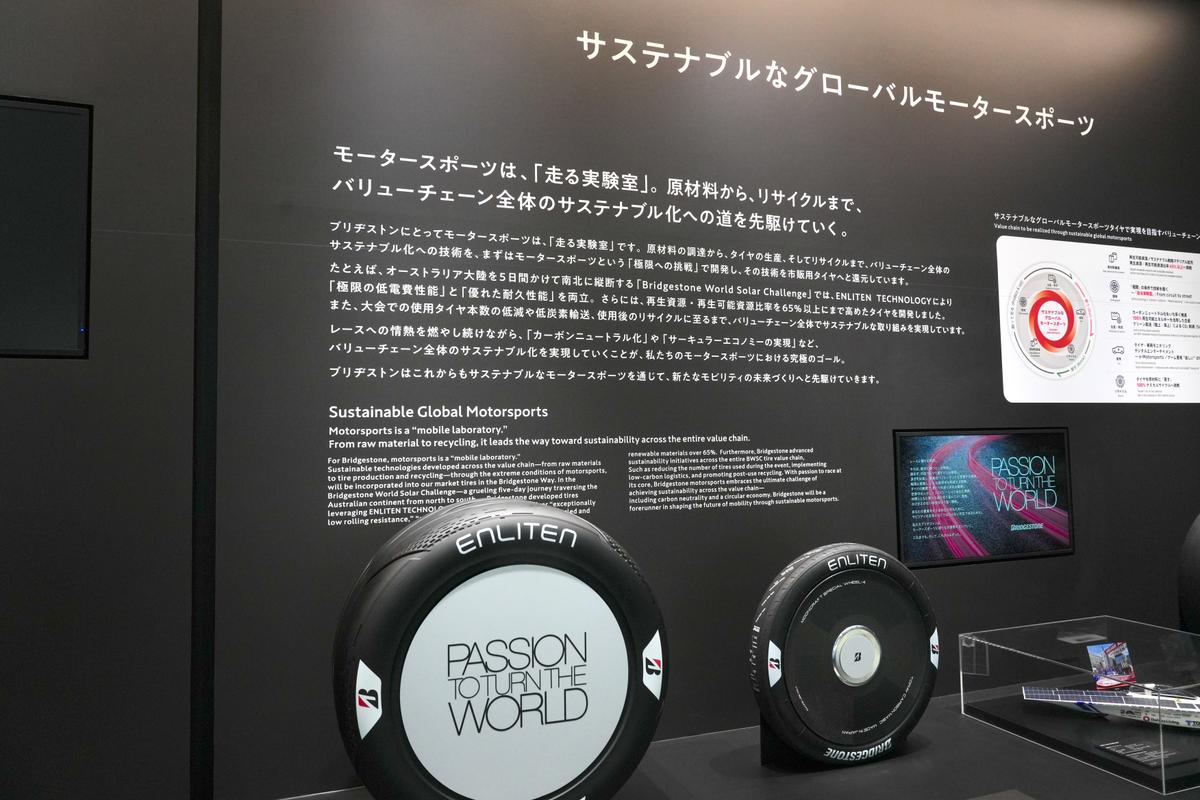 サステナブルなグローバルモータースポーツ
モータースポーツは、「走る実験室」。原材料から、リサイクルまで、
バリューチェーン全体のサステナブル化への道を先駆けていく。
ブリヂストンにとってモータースポーツは、「走る実験室」です。原材料の調達から、タイヤの生産、そしてリサイクルまで、バリューチェーン全体の
サステナブル化への技術を、まずはモータースポーツという「極限への挑戦」で開発し、その技術を市販用タイヤへと還元しています。
たとえば、オーストラリア大陸を5日間かけて南北に縦断する「Bridgestone World Solar Challenge」では、ENLITEN TECHNOLOGYにより
「極限の低電費性能」と「優れた耐久性能」を両立。さらには、再生資源・再生可能資源比率を65%以上にまで高めたタイヤを開発しました。
また、大会での使用タイヤ本数の低減や低炭素輸送、使用後のリサイクルに至るまで、バリューチェーン全体でサステナブルな取り組みを実現しています。
レースへの情熱を燃やし続けながら、「カーボンニュートラル化」や「サーキュラーエコノミーの実現」など、
バリューチェーン全体のサステナブル化を実現していくことが、私たちのモータースポーツにおける究極のゴール。
ブリヂストンはこれからもサステナブルなモータースポーツを通じて、新たなモビリティの未来づくりへと先駆けていきます。
Sustainable Global Motorsports
Motorsports is a “mobile laboratory.”
From raw material to recycling, it leads the way toward sustainability across the entire value chain.
For Bridgestone, motorsports is a “mobile laboratory.”
Sustainable technologies developed across the value chain—from raw materials
to tire production and recycling—through the extreme conditions of motorsports,
will be incorporated into our market tires in the Bridgestone Way. In the
Bridgestone World Solar Challenge—a grueling five-day journey traversing the
Australian continent from north to south—Bridgestone developed tires
leveraging ENLITEN TECHNOL "exceptionally
low rolling resistance,"
renewable materials over 65%. Furthermore, Bridgestone advanced
sustainability initiatives across the entire BWSC tire value chain,
Such as reducing the number of tires used during the event, implementing
low-carbon logistics, and promoting post-use recycling. With passion to race at
its core, Bridgestone motorsports embraces the ultimate challenge of
achieving sustainability across the value chain—
including carbon neutrality and a circular economy. Bridgestone will be a
forerunner in shaping the future of mobility through sustainable motorsports.
サステナブルなグローバルモータースポーツタイヤで実現を目指すバリューチェーン
Value chain to be realized through sustainable global motorsports
サステナブルな
グローバル
モータースポーツ
PASSION
TO TURN THE
WORLD
BRIDGESTONE
ENLITEN
PASSION
TO TURN THE
WORLD
B
B
ENLITEN
MOONCRAFT SPECIAL WHEEL
B
B
B
BRIDGESTONE